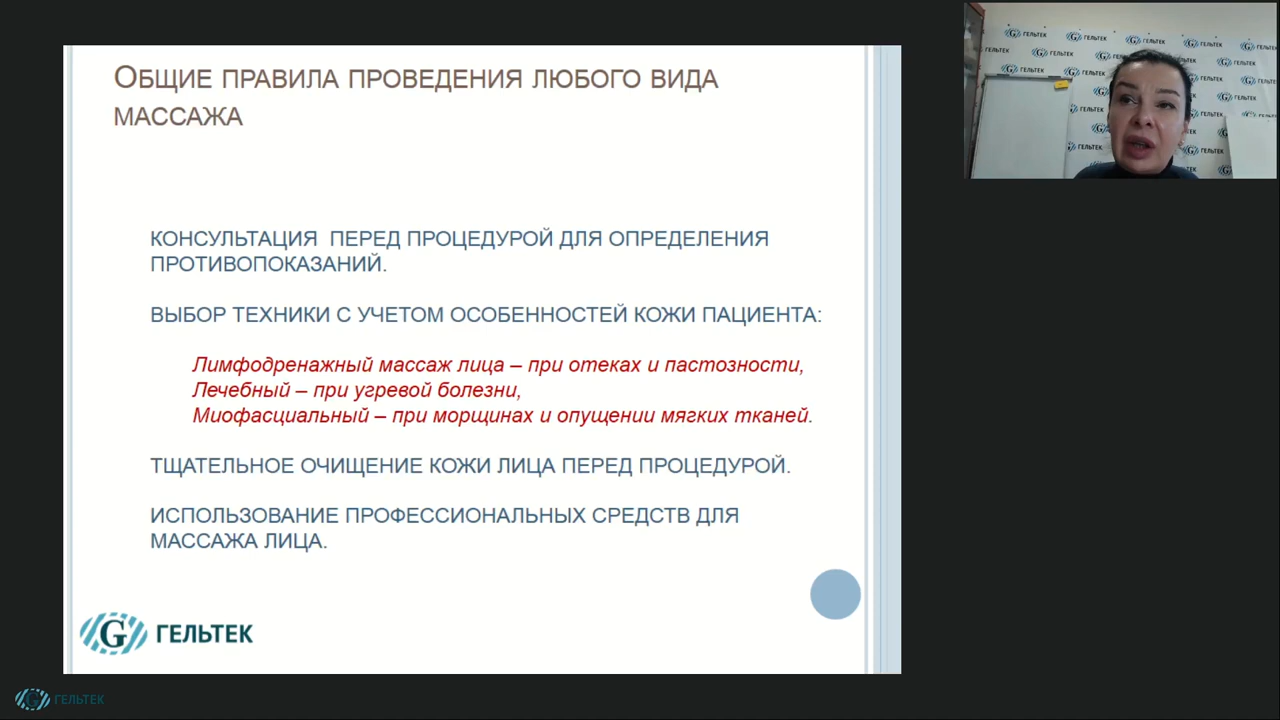 ОБЩИЕ ПРАВИЛА ПРОВЕДЕНИЯ ЛЮБОГО ВИДА
МАССАЖА
КОНСУЛЬТАЦИЯ ПЕРЕД ПРОЦЕДУРОЙ ДЛЯ ОПРЕДЕЛЕНИЯ
ПРОТИВОПОКАЗАНИЙ.
ВЫБОР ТЕХНИКИ С УЧЕТОМ ОСОБЕННОСТЕЙ КОЖИ ПАЦИЕНТА:
Лимфодренажный массаж лица – при отеках и пастозности,
Лечебный – при угревой болезни,
Миофасциальный – при морщинах и опущении мягких тканей.
ТЩАТЕЛЬНОЕ ОЧИЩЕНИЕ КОЖИ ЛИЦА ПЕРЕД ПРОЦЕДУРОЙ.
ИСПОЛЬЗОВАНИЕ ПРОФЕССИОНАЛЬНЫХ СРЕДСТВ ДЛЯ
МАССАЖА ЛИЦА.
G ГЕЛЬТЕК
G ГЕЛЬТЕК